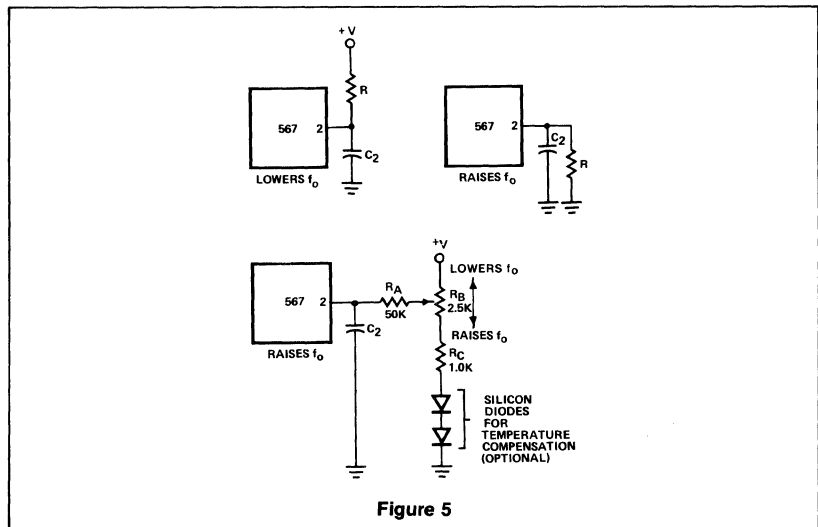 +V
R
567 2
C2
LOWERS fo
567 2
C2
R
RAISES fo
+V
LOWERS fo
567 2
RA
50K
RB
2.5K
C2
RAISES fo
RAISES fo
RC
1.0K
SILICON
DIODES
FOR
TEMPERATURE
COMPENSATION
(OPTIONAL)
Figure 5